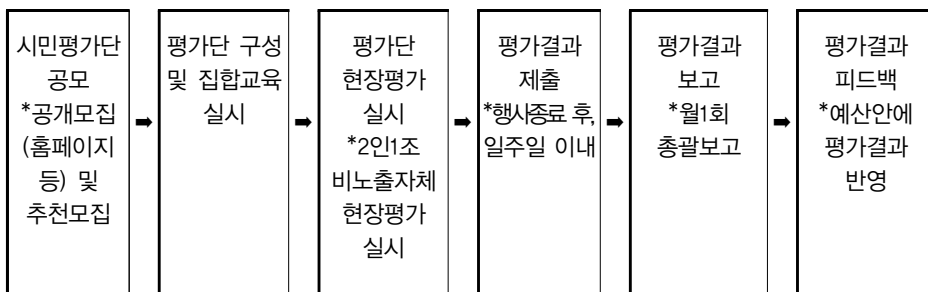 시민평가단
공모
*공개모집
(홈페이지
등) 및
추천모집
➡
평가단 구성
및 집합교육
실시
➡
평가단
현장평가
실시
*2인1조
비노출자체
현장평가
실시
➡
평가결과
제출
*행사종료 후,
일주일 이내
➡
평가결과
보고
*월1회
총괄보고
➡
평가결과
피드백
*예산안에
평가결과
반영